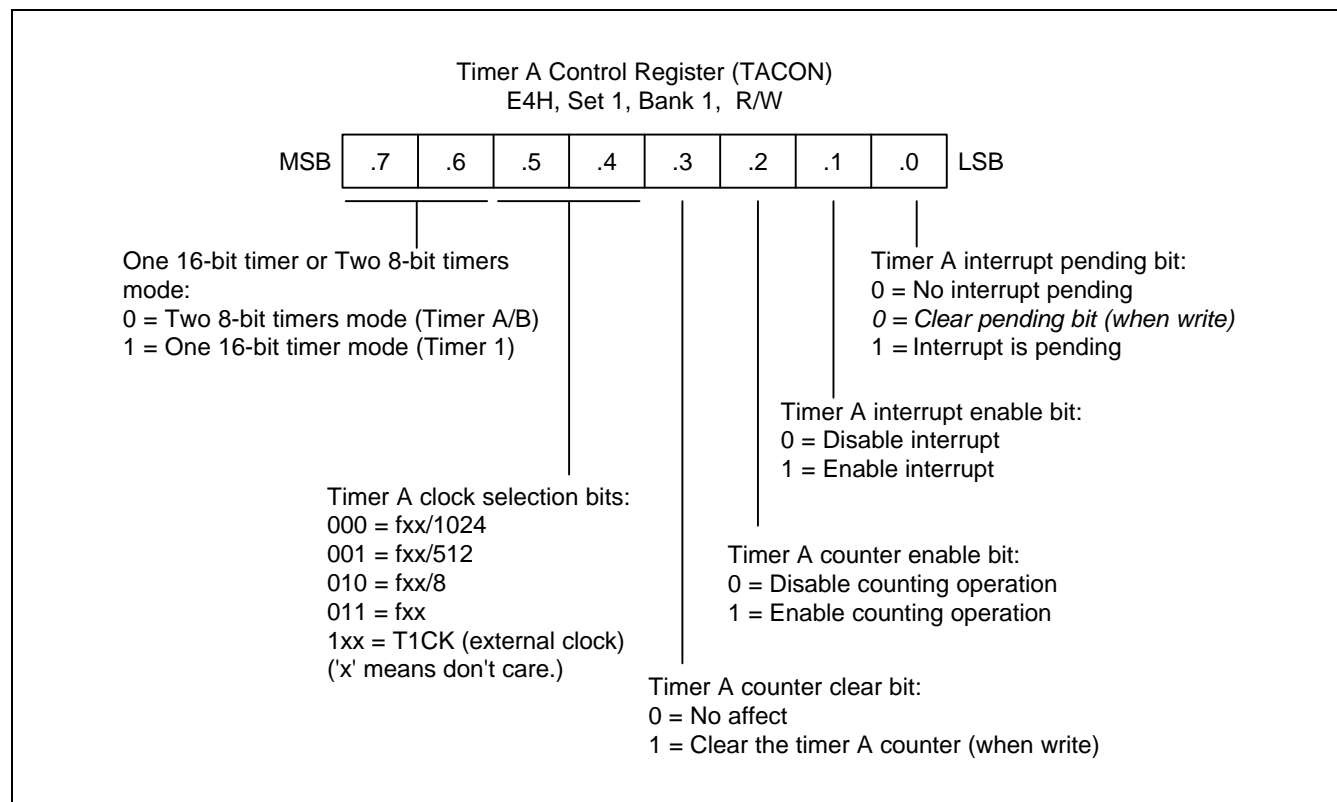 Timer A Control Register (TACON)
E4H, Set 1, Bank 1, R/W
MSB .7 .6 .5 .4 .3 .2 .1 .0 LSB
One 16-bit timer or Two 8-bit timers
mode:
0 = Two 8-bit timers mode (Timer A/B)
1 = One 16-bit timer mode (Timer 1)
Timer A interrupt pending bit:
0 = No interrupt pending
0 = Clear pending bit (when write)
1 = Interrupt is pending
Timer A interrupt enable bit:
0 = Disable interrupt
1 = Enable interrupt
Timer A clock selection bits:
000 = fxx/1024
001 = fxx/512
010 = fxx/8
011 = fxx
1xx = T1CK (external clock)
('x' means don't care.)
Timer A counter enable bit:
0 = Disable counting operation
1 = Enable counting operation
Timer A counter clear bit:
0 = No affect
1 = Clear the timer A counter (when write)